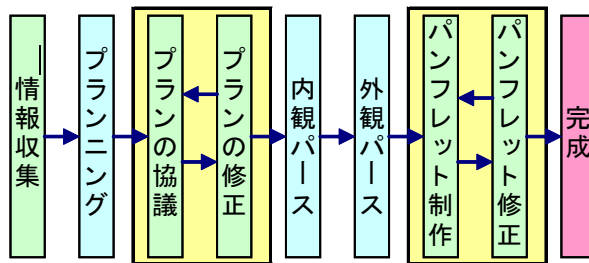 情報収集
プランニング
プランの協議
プランの修正
内観パース
外観パース
パンフレット制作
パンフレット修正
完成